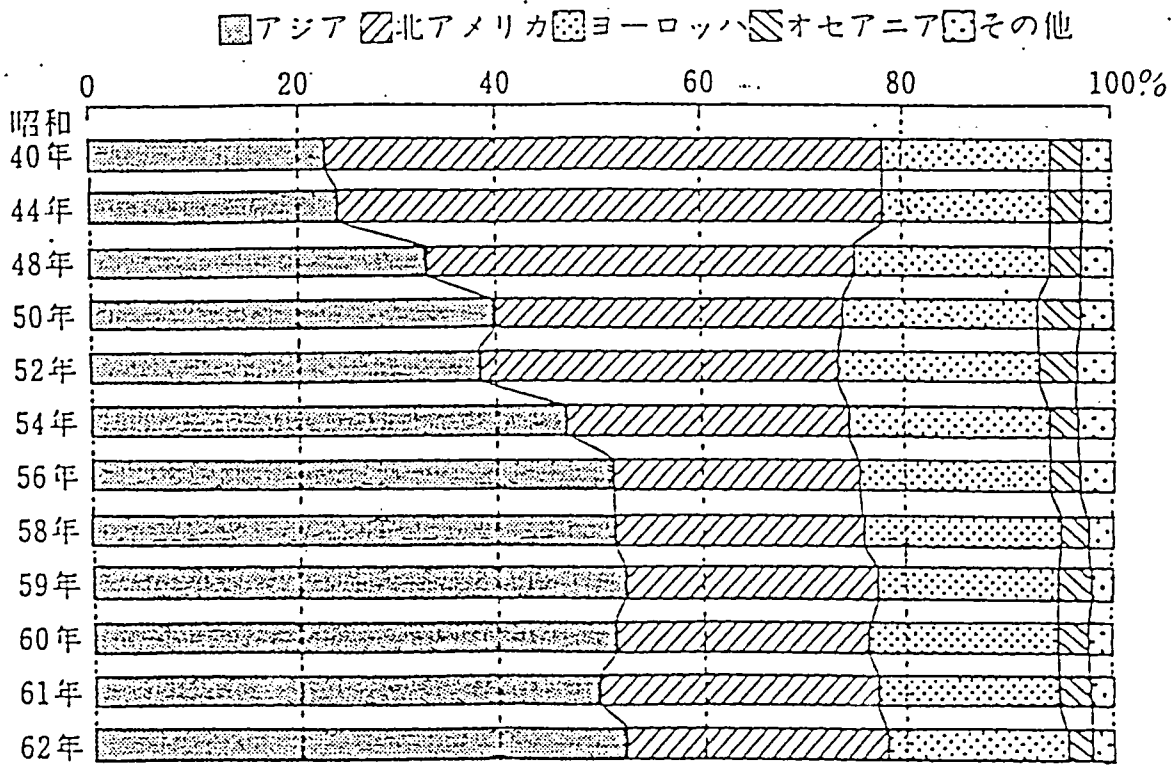 アジア 北アメリカ ヨーロッパ オセアニア その他
0 20 40 60 80 100%
昭和
40年
44年
48年
50年
52年
54年
56年
58年
59年
60年
61年
62年